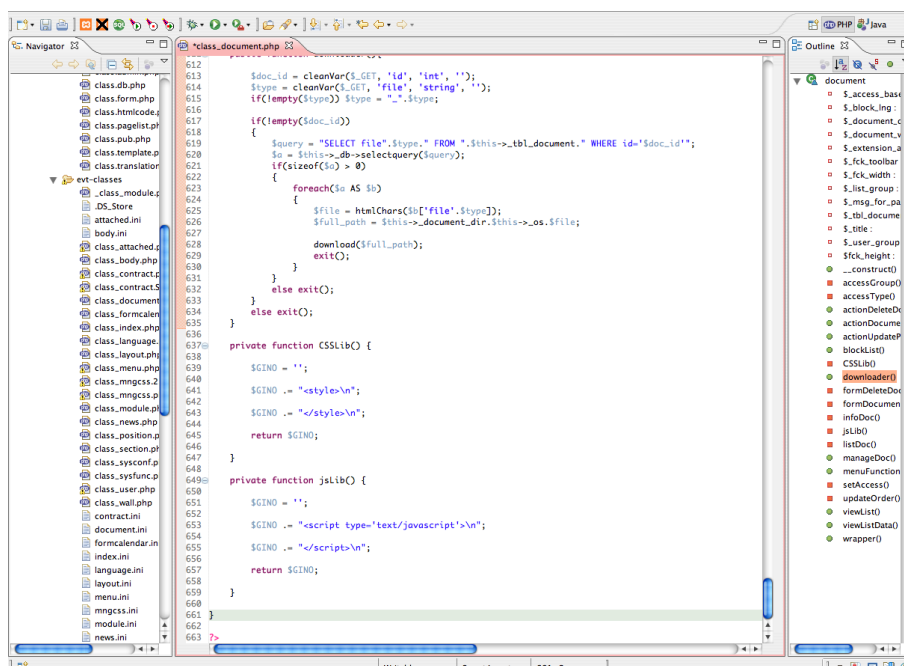 PHP Java
Navigator
class.db.php
class.form.php
class.htmlcode.p
class.pagelist.ph
class.pub.php
class.template.p
class.translation
evt-classes
_class_module.p
.DS_Store
attached.ini
body.ini
class_attached.p
class_body.php
class_contract.p
class_contract.S
class_document
class_formcalen
class_index.php
class_language.
class_layout.php
class_menu.php
class_mngcss.2
class_mngcss.p
class_module.ph
class_news.php
class_position.p
class_section.ph
class_sysconf.p
class_sysfunc.p
class_user.php
class_wall.php
contract.ini
document.ini
formcalendar.in
index.ini
language.ini
layout.ini
menu.ini
mngcss.ini
module.ini
news.ini
*class_document.php
612
613 $doc_id = cleanVar($_GET, 'id', 'int', '');
614 $type = cleanVar($_GET, 'file', 'string', '');
615 if(!empty($type)) $type = "_".$type;
616
617 if(!empty($doc_id))
618 {
619 $query = "SELECT file".$type." FROM ".$this->_tbl_document." WHERE id='$doc_id'";
620 $a = $this->_db->selectquery($query);
621 if(sizeof($a) > 0)
622 {
623 foreach($a AS $b)
624 {
625 $file = htmlChars($b['file'.$type]);
626 $full_path = $this->_document_dir.$this->_os.$file;
627
628 download($full_path);
629 exit();
630 }
631 }
632 else exit();
633 }
634 else exit();
635 }
636
637 private function CSSLib() {
638
639 $GINO = '';
640
641 $GINO .= "<style>\n";
642
643 $GINO .= "</style>\n";
644
645 return $GINO;
646
647 }
648
649 private function jsLib() {
650
651 $GINO = '';
652
653 $GINO .= "<script type='text/javascript'>\n";
654
655 $GINO .= "</script>\n";
656
657 return $GINO;
658
659 }
660
661 }
662
663 ?>
Outline
document
$_access_base
$_block_lng :
$_document_d
$_document_v
$_extension_a
$_fck_toolbar
$_fck_width :
$_list_group :
$_msg_for_pa
$_tbl_docume
$_title :
$_user_group
$fck_height :
__construct()
accessGroup()
accessType()
actionDeleteDo
actionDocume
actionUpdateP
blockList()
CSSLib()
downloader()
formDeleteDoc
formDocumen
infoDoc()
jsLib()
listDoc()
manageDoc()
menuFunction
setAccess()
updateOrder()
viewList()
viewListData()
wrapper()